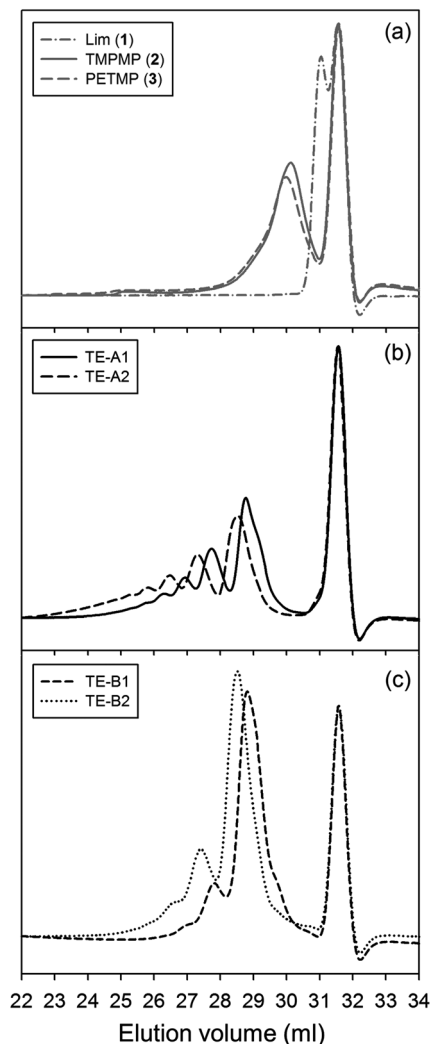 (a)
Lim (1)
TMPMP (2)
PETMP (3)
(b)
TE-A1
TE-A2
(c)
TE-B1
TE-B2
22 23 24 25 26 27 28 29 30 31 32 33 34
Elution volume (ml)